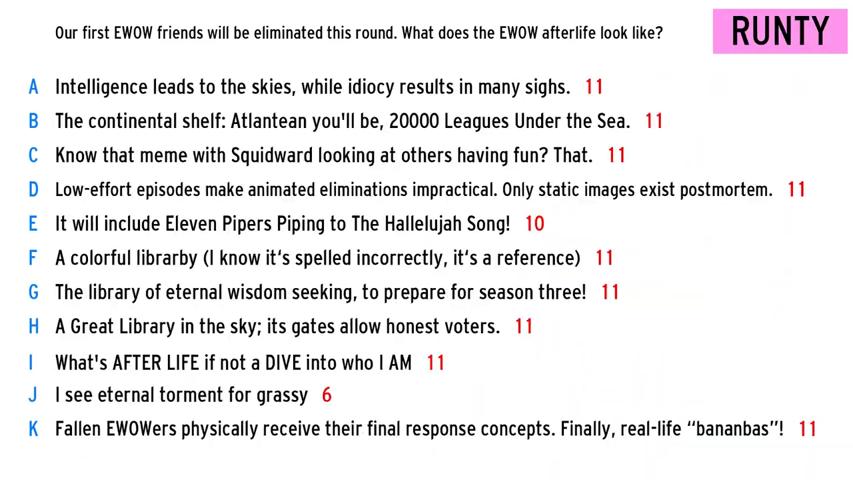 Our first EWOW friends will be eliminated this round. What does the EWOW afterlife look like?
RUNTY
A Intelligence leads to the skies, while idiocy results in many sighs. 11
B The continental shelf: Atlantean you'll be, 20000 Leagues Under the Sea. 11
C Know that meme with Squidward looking at others having fun? That. 11
D Low-effort episodes make animated eliminations impractical. Only static images exist postmortem. 11
E It will include Eleven Pipers Piping to The Hallelujah Song! 10
F A colorful librarby (I know it's spelled incorrectly, it's a reference) 11
G The library of eternal wisdom seeking, to prepare for season three! 11
H A Great Library in the sky; its gates allow honest voters. 11
I What's AFTER LIFE if not a DIVE into who I AM 11
J I see eternal torment for grassy 6
K Fallen EWOWers physically receive their final response concepts. Finally, real-life “bananbas”! 11